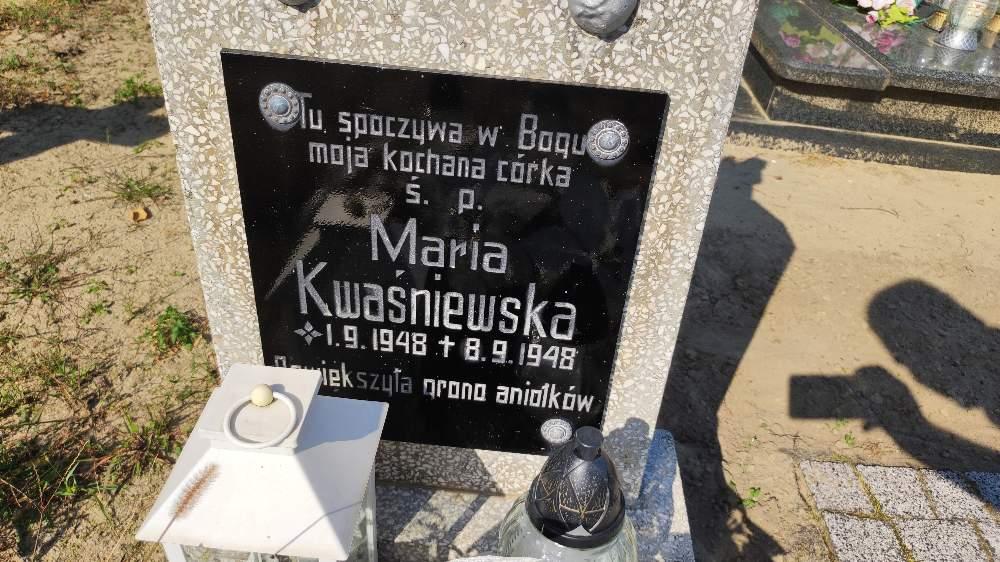 Tu spoczywa w Bogu
moja kochana córka
ś. p.
Maria
Kwaśniewska
1.9.1948 ✝ 8.9.1948
Powiększyła grono aniołków